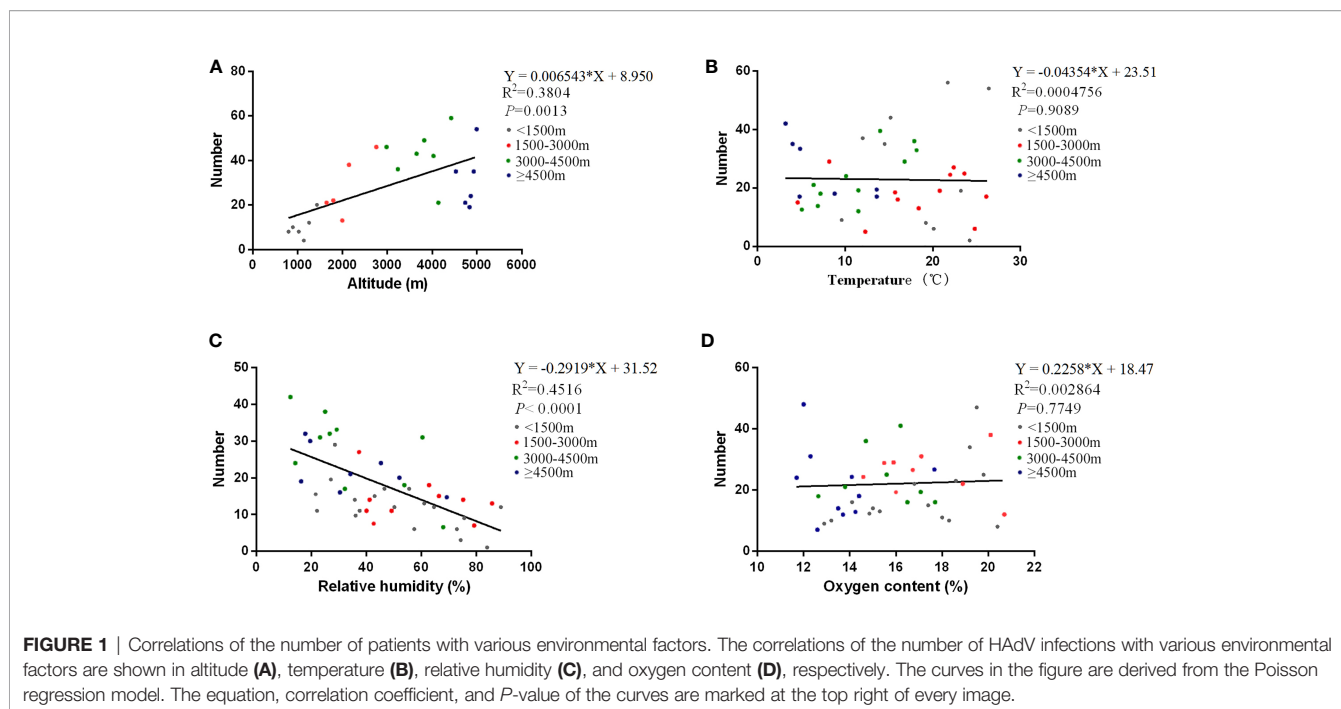 A
Y = 0.006543*X + 8.950
R²=0.3804
P=0.0013
<1500m
1500-3000m
3000-4500m
≥4500m
Number
80
60
40
20
0
0 1000 2000 3000 4000 5000 6000
Altitude (m)
B
Y = -0.04354*X + 23.51
R²=0.0004756
P=0.9089
<1500m
1500-3000m
3000-4500m
≥4500m
Number
60
40
20
0
0 10 20 30
Temperature (℃)
C
Y = -0.2919*X + 31.52
R²=0.4516
P< 0.0001
<1500m
1500-3000m
3000-4500m
≥4500m
Number
50
40
30
20
10
0
0 20 40 60 80 100
Relative humidity (%)
D
Y = 0.2258*X + 18.47
R²=0.002864
P=0.7749
<1500m
1500-3000m
3000-4500m
≥4500m
Number
60
40
20
0
10 12 14 16 18 20 22
Oxygen content (%)
FIGURE 1 | Correlations of the number of patients with various environmental factors. The correlations of the number of HAdV infections with various environmental
factors are shown in altitude (A), temperature (B), relative humidity (C), and oxygen content (D), respectively. The curves in the figure are derived from the Poisson
regression model. The equation, correlation coefficient, and P-value of the curves are marked at the top right of every image.